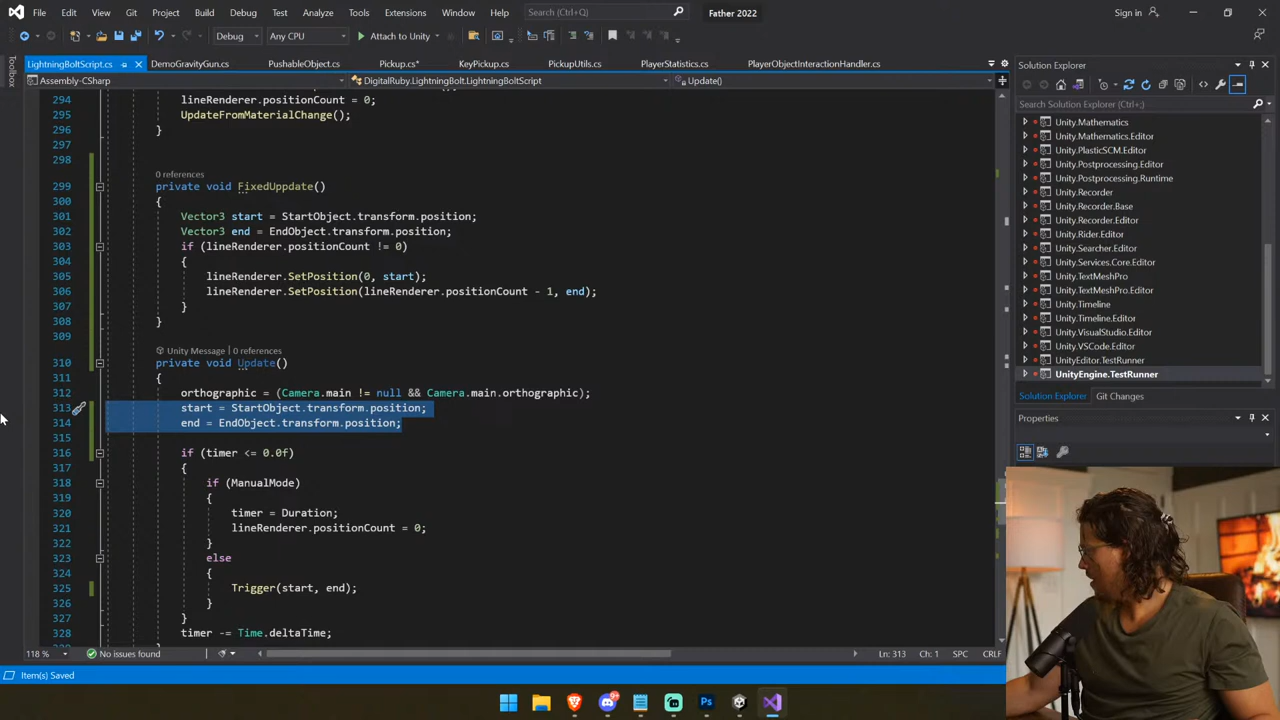 File Edit View Git Project Build Debug Test Analyze Tools Extensions Window Help Search (Ctrl+Q) Father 2022 Sign in
Debug Any CPU Attach to Unity
Toolbox
LightningBoltScript.cs DemoGravityGun.cs PushableObject.cs Pickup.cs* KeyPickup.cs PickupUtils.cs PlayerStatistics.cs PlayerObjectInteractionHandler.cs
Assembly-CSharp DigitalRuby.LightningBolt.LightningBoltScript Update()
294 lineRenderer.positionCount = 0;
295 UpdateFromMaterialChange();
296 }
297
298
0 references
299 private void FixedUppdate()
300 {
301 Vector3 start = StartObject.transform.position;
302 Vector3 end = EndObject.transform.position;
303 if (lineRenderer.positionCount != 0)
304 {
305 lineRenderer.SetPosition(0, start);
306 lineRenderer.SetPosition(lineRenderer.positionCount - 1, end);
307 }
308 }
309
Unity Message | 0 references
310 private void Update()
311 {
312 orthographic = (Camera.main != null && Camera.main.orthographic);
313 start = StartObject.transform.position;
314 end = EndObject.transform.position;
315
316 if (timer <= 0.0f)
317 {
318 if (ManualMode)
319 {
320 timer = Duration;
321 lineRenderer.positionCount = 0;
322 }
323 else
324 {
325 Trigger(start, end);
326 }
327 }
328 timer -= Time.deltaTime;
118 % No issues found Ln: 313 Ch: 1 SPC CRLF
Item(s) Saved
Solution Explorer
Search Solution Explorer (Ctrl+;)
Unity.Mathematics
Unity.Mathematics.Editor
Unity.PlasticSCM.Editor
Unity.Postprocessing.Editor
Unity.Postprocessing.Runtime
Unity.Recorder
Unity.Recorder.Base
Unity.Recorder.Editor
Unity.Rider.Editor
Unity.Searcher.Editor
Unity.Services.Core.Editor
Unity.TextMeshPro
Unity.TextMeshPro.Editor
Unity.Timeline
Unity.Timeline.Editor
Unity.VisualStudio.Editor
Unity.VSCode.Editor
UnityEditor.TestRunner
UnityEngine.TestRunner
Solution Explorer Git Changes
Properties